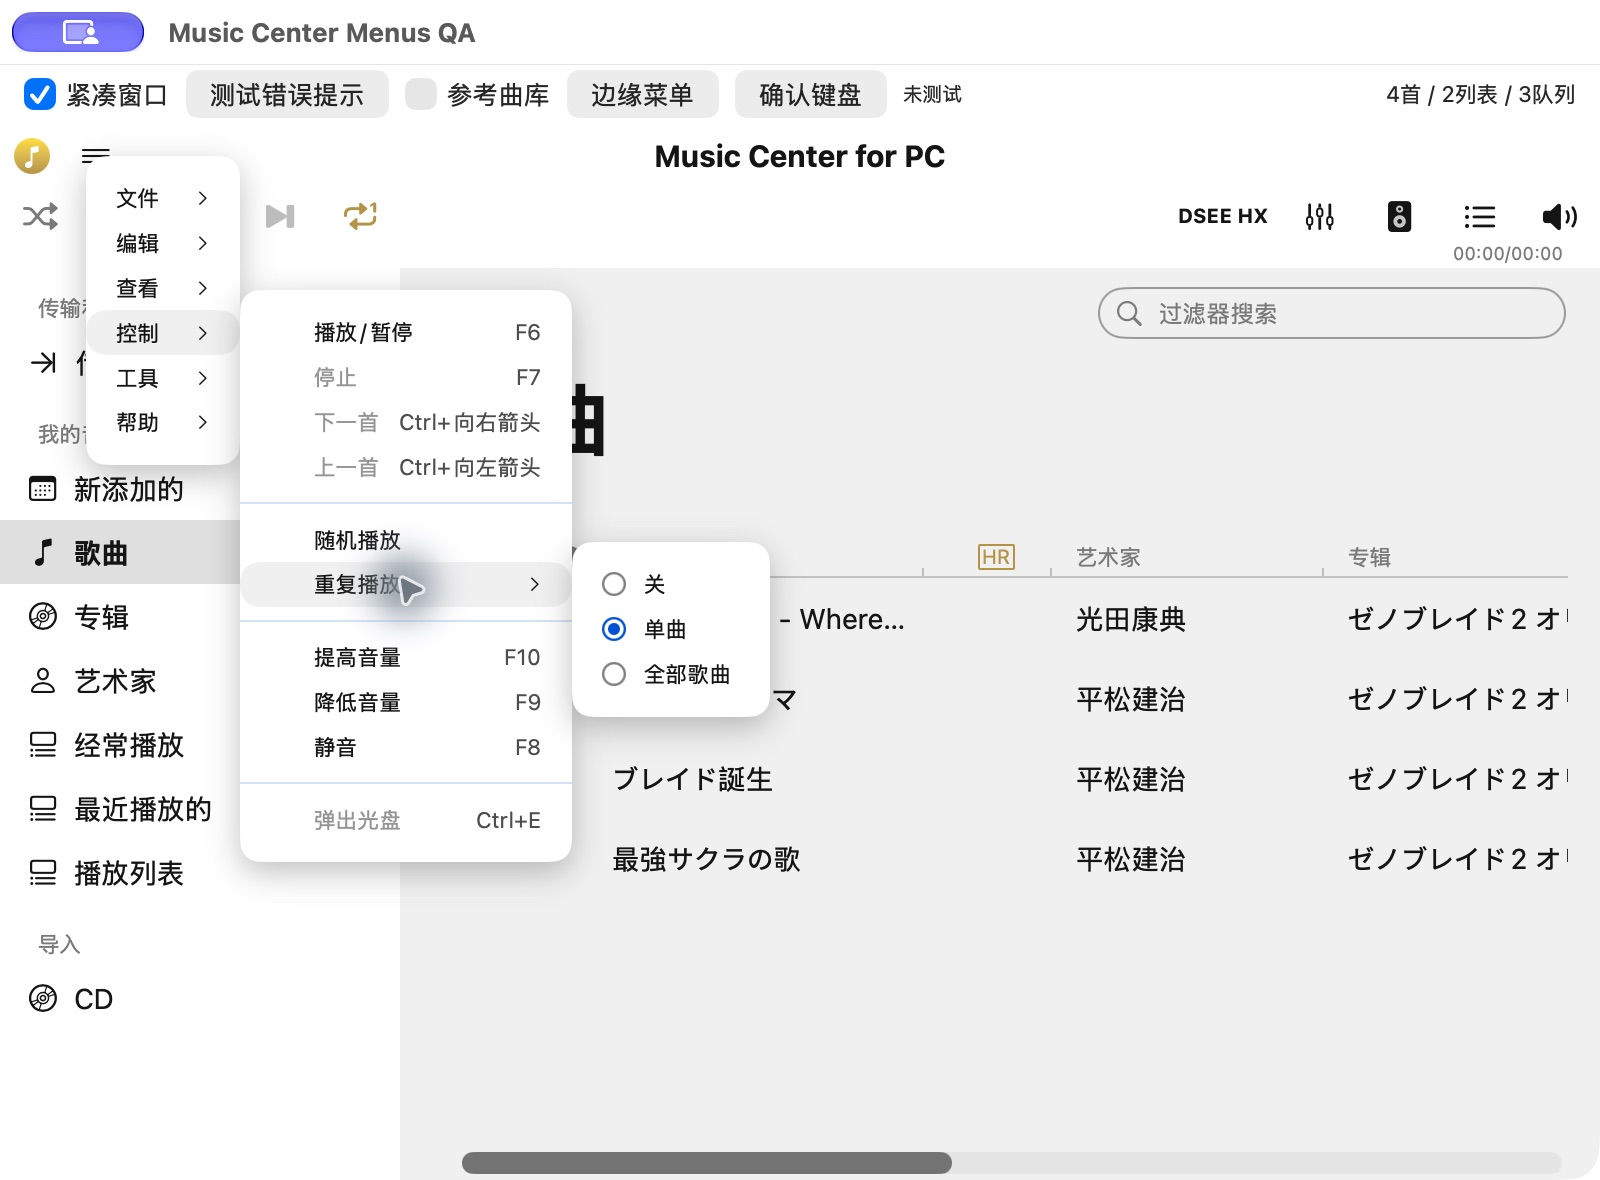 Music Center Menus QA
紧凑窗口 测试错误提示 参考曲库 边缘菜单 确认键盘 未测试 4首 / 2列表 / 3队列
Music Center for PC
文件
编辑
查看
控制
工具
帮助
DSEE HX
00:00/00:00
传输
我的
新添加的
歌曲
专辑
艺术家
经常播放
最近播放的
播放列表
导入
CD
播放/暂停 F6
停止 F7
下一首 Ctrl+向右箭头
上一首 Ctrl+向左箭头
随机播放
重复播放
提高音量 F10
降低音量 F9
静音 F8
弹出光盘 Ctrl+E
关
单曲
全部歌曲
过滤器搜索
曲
HR 艺术家 专辑
- Where... 光田康典 ゼノブレイド2 オ
マ 平松建治 ゼノブレイド2 オ
ブレイド誕生 平松建治 ゼノブレイド2 オ
最強サクラの歌 平松建治 ゼノブレイド2 オ